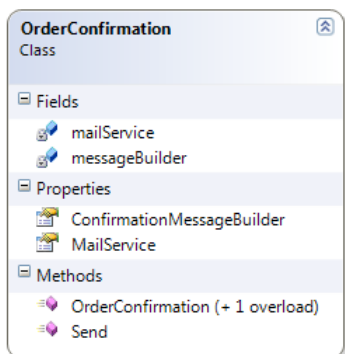 OrderConfirmation
Class
Fields
mailService
messageBuilder
Properties
ConfirmationMessageBuilder
MailService
Methods
OrderConfirmation (+ 1 overload)
Send